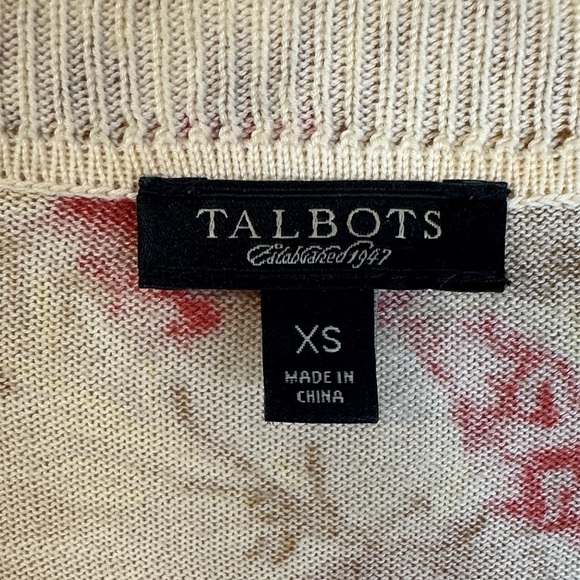 TALBOTS
Established 1947
XS
MADE IN
CHINA